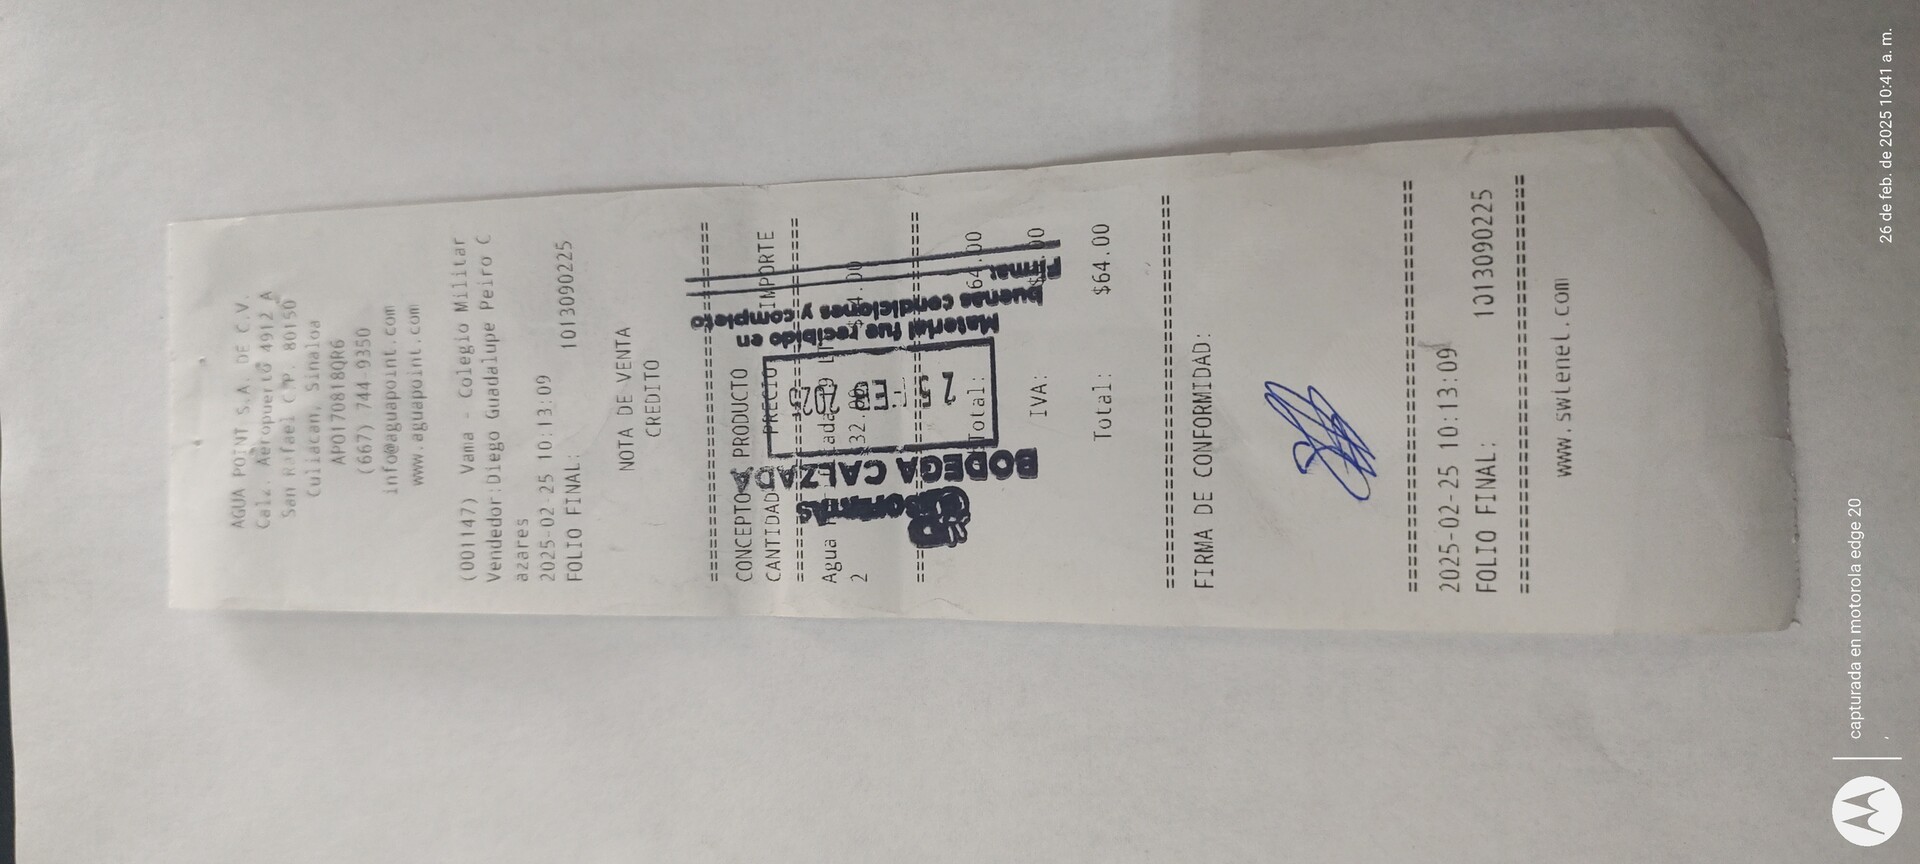 AGUA POINT S.A. DE C.V.
Calz. Aeropuerto 4912 A
San Rafael C.P. 80150
Culiacan, Sinaloa
APO170818QR6
(667) 744-9350
info@aguapoint.com
www.aguapoint.com
(001147) Vama - Colegio Militar
Vendedor:Diego Guadalupe Peiro C
azares
2025-02-25 10:13:09
FOLIO FINAL: 1013090225
NOTA DE VENTA
CREDITO
==============================
CONCEPTO PRODUCTO
CANTIDAD PRECIO IMPORTE
==============================
Agua
2 32.00 $64.00
==============================
Total: 64.00
IVA:
Total: $64.00
==============================
FIRMA DE CONFORMIDAD:
==============================
2025-02-25 10:13:09
FOLIO FINAL: 1013090225
==============================
www.swtenet.com
BODEGA CALZADA
25 FEB 2025
Material fue recibido en
buenas condiciones y completo
Firma:
capturada en motorola edge 20
26 de feb. de 2025 10:41 a. m.